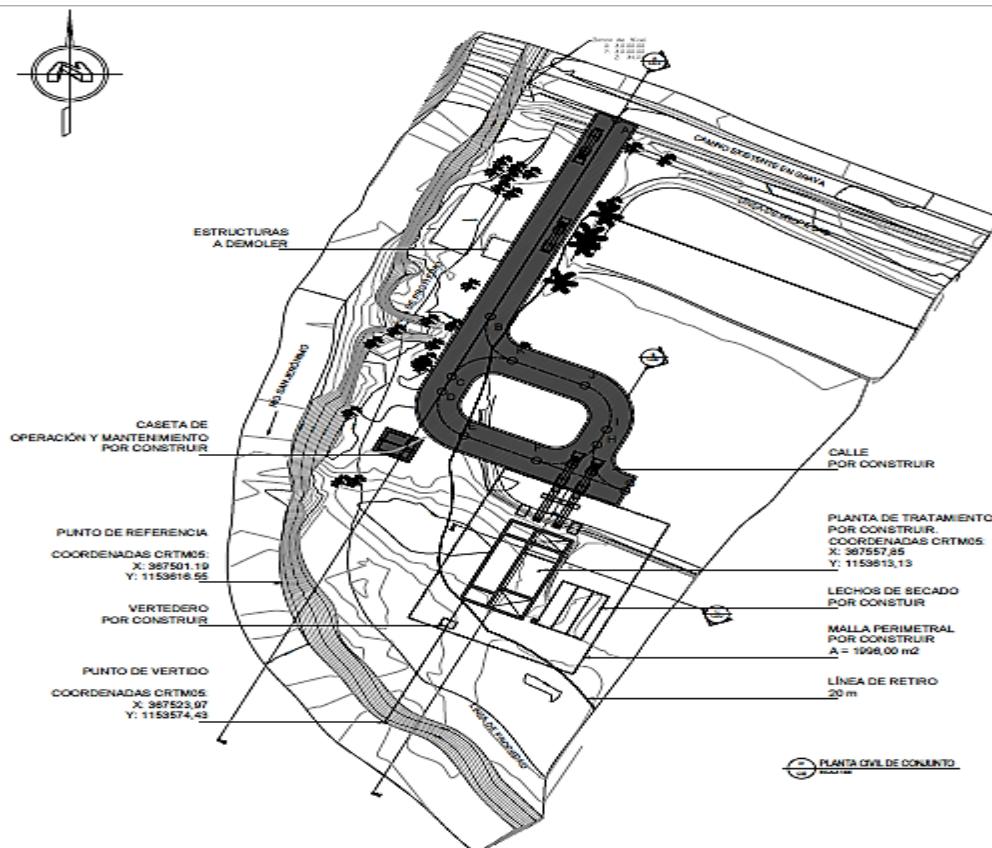 ESTRUCTURAS
A DEMOLER
CAMINO EXISTENTE EN GRAVA
CASETA DE
OPERACIÓN Y MANTENIMIENTO
POR CONSTRUIR
PUNTO DE REFERENCIA
COORDENADAS CRTM05:
X: 367501.19
Y: 1153616.55
VERTEDERO
POR CONSTRUIR
PUNTO DE VERTIDO
COORDENADAS CRTM05:
X: 367523,97
Y: 1153574,43
CALLE
POR CONSTRUIR
PLANTA DE TRATAMIENTO
POR CONSTRUIR.
COORDENADAS CRTM05:
X: 367557,85
Y: 1153613,13
LECHOS DE SECADO
POR CONSTUIR
MALLA PERIMETRAL
POR CONSTRUIR
A = 1998,00 m2
LÍNEA DE RETIRO
20 m
LINEA DE PROPIEDAD
PLANTA CIVIL DE CONJUNTO